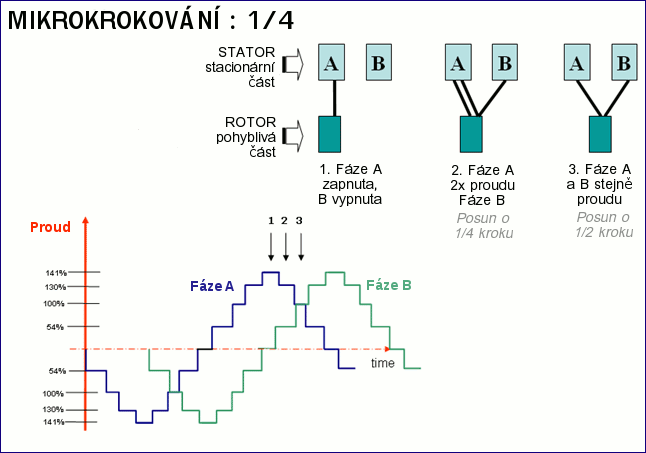 MIKROKROKOVÁNÍ : 1/4
STATOR
stacionární
část
A
B
A
B
A
B
ROTOR
pohyblivá
část
1. Fáze A
zapnuta,
B vypnuta
2. Fáze A
2x proudu
Fáze B
Posun o
1/4 kroku
3. Fáze A
a B stejně
proudu
Posun o
1/2 kroku
Proud
1 2 3
141%
130%
100%
54%
Fáze A
Fáze B
time
54%
100%
130%
141%